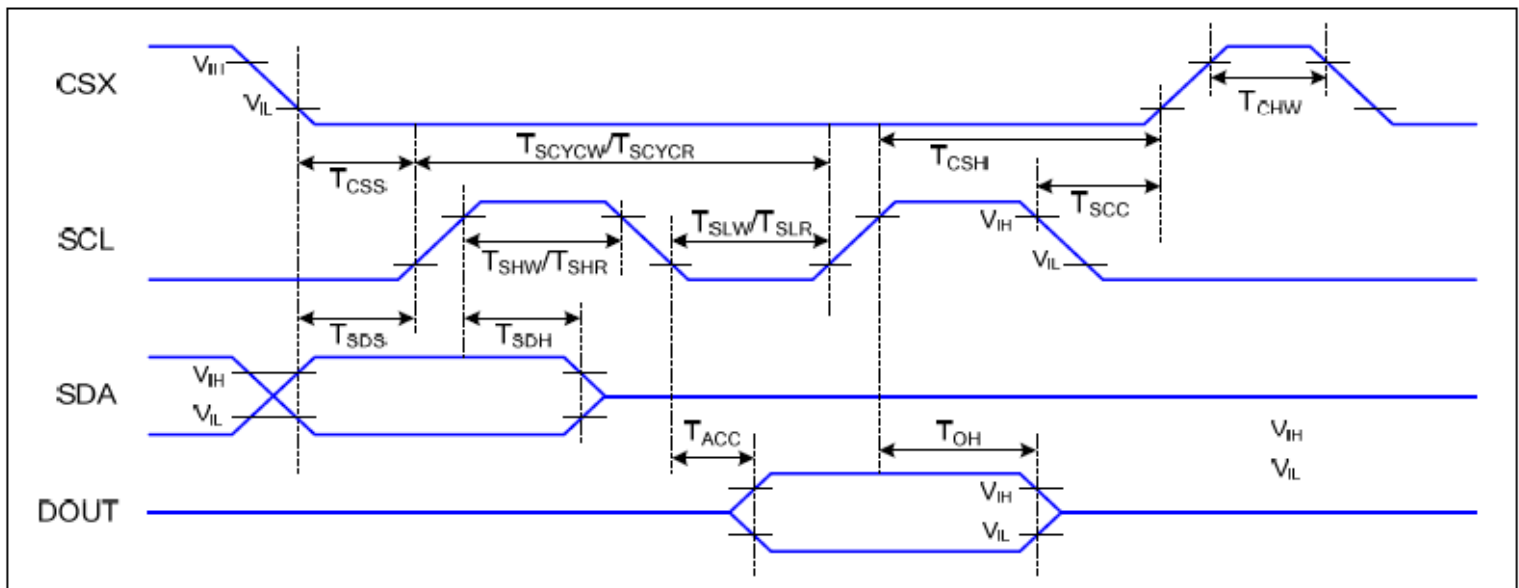 CSX
VIH
VIL
TCHW
TSCYCW/TSCYCR
TCSS
TCSH
TSCC
SCL
TSHW/TSHR
TSLW/TSLR
VIH
VIL
TSDS
TSDH
SDA
VIH
VIL
TACC
TOH
VIH
VIL
DOUT
VIH
VIL